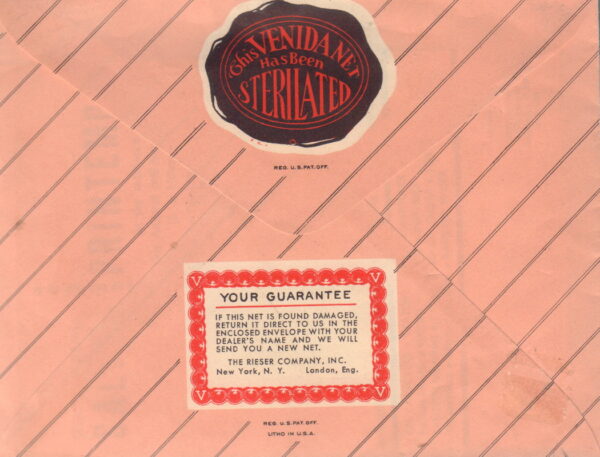 This VENIDA NET
Has Been
STERILATED
REG. U.S. PAT. OFF.
V V
YOUR GUARANTEE
IF THIS NET IS FOUND DAMAGED,
RETURN IT DIRECT TO US IN THE
ENCLOSED ENVELOPE WITH YOUR
DEALER'S NAME AND WE WILL
SEND YOU A NEW NET.
THE RIESER COMPANY, INC.
New York, N. Y. London, Eng.
V V
REG. U.S. PAT. OFF.
LITHO IN U.S.A.